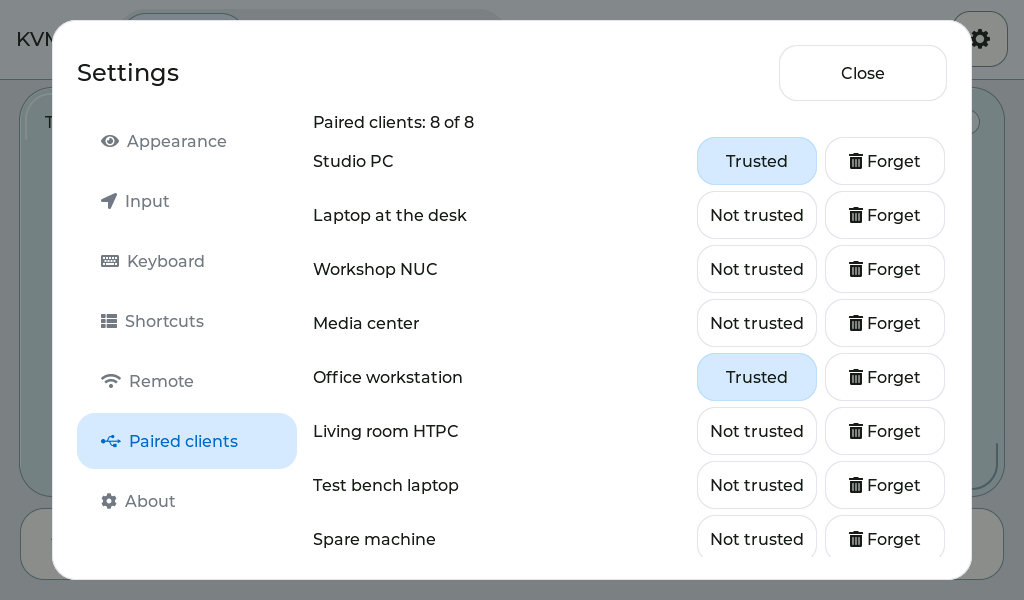 Settings
Close
Appearance
Input
Keyboard
Shortcuts
Remote
Paired clients
About
Paired clients: 8 of 8
Studio PC Trusted Forget
Laptop at the desk Not trusted Forget
Workshop NUC Not trusted Forget
Media center Not trusted Forget
Office workstation Trusted Forget
Living room HTPC Not trusted Forget
Test bench laptop Not trusted Forget
Spare machine Not trusted Forget